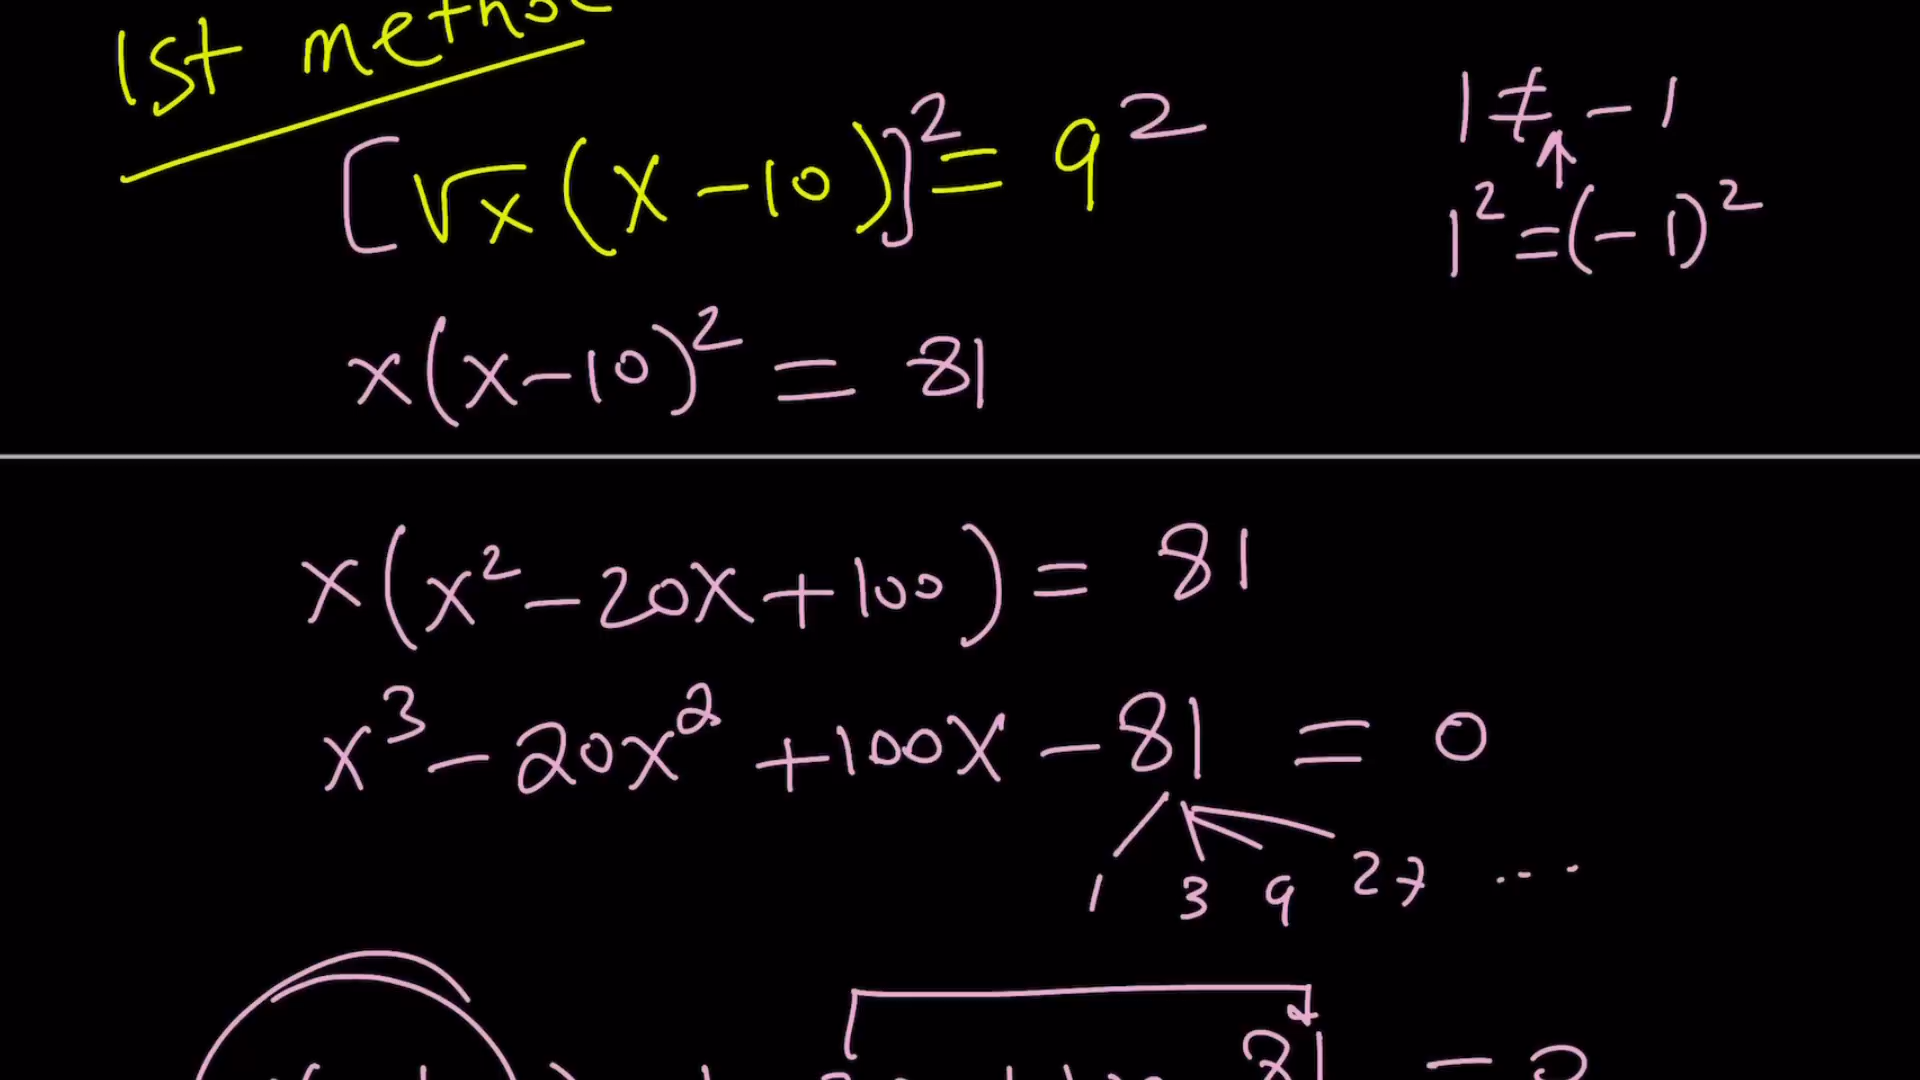 1st method
[√x(x-10)]² = 9²
1 ≠ -1
1² = (-1)²
x(x-10)² = 81
x(x²-20x+100) = 81
x³-20x²+100x-81 = 0
1 3 9 27 ...